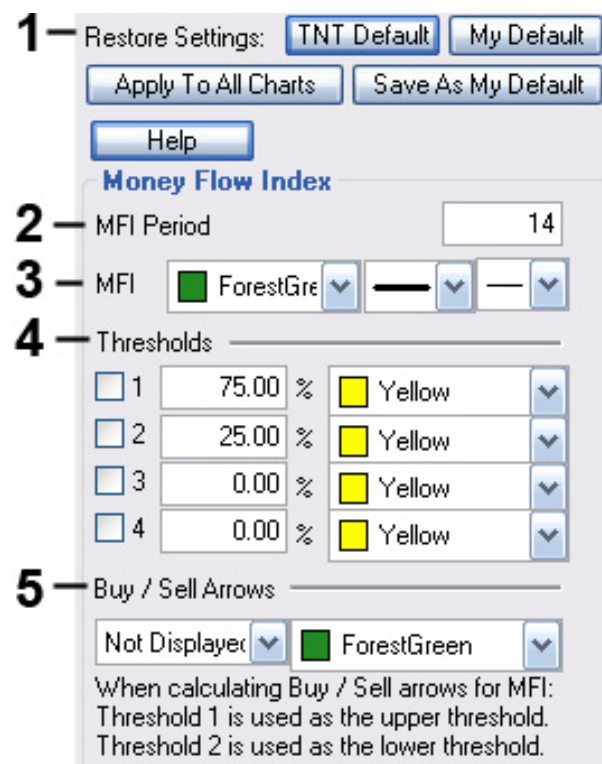 1 Restore Settings: TNT Default My Default
Apply To All Charts Save As My Default
Help
Money Flow Index
2 MFI Period 14
3 MFI ForestGre
4 Thresholds
1 75.00 % Yellow
2 25.00 % Yellow
3 0.00 % Yellow
4 0.00 % Yellow
5 Buy / Sell Arrows
Not Displayed ForestGreen
When calculating Buy / Sell arrows for MFI:
Threshold 1 is used as the upper threshold.
Threshold 2 is used as the lower threshold.